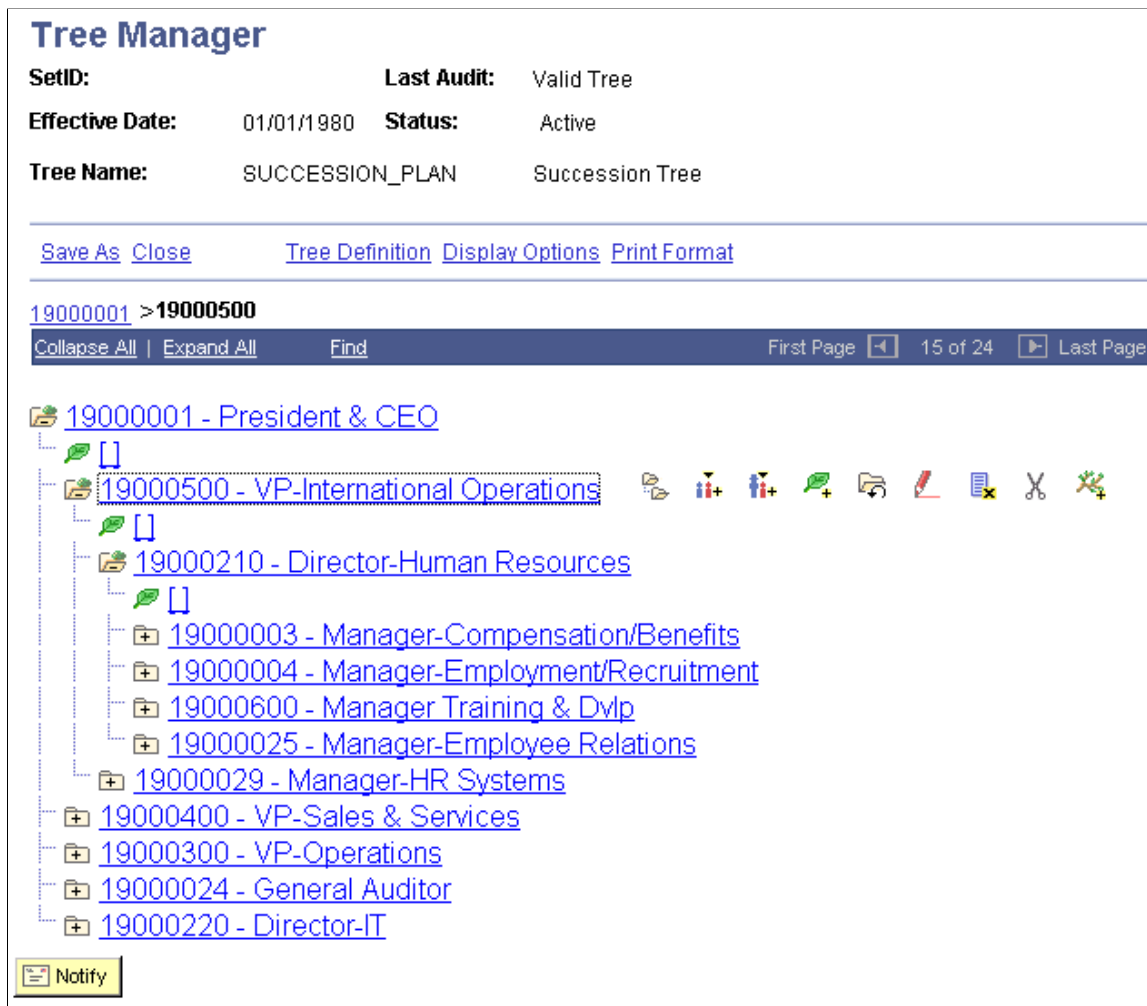 Tree Manager
SetID: Last Audit: Valid Tree
Effective Date: 01/01/1980 Status: Active
Tree Name: SUCCESSION_PLAN Succession Tree
Save As Close Tree Definition Display Options Print Format
19000001 >19000500
Collapse All | Expand All Find First Page 15 of 24 Last Page
19000001 - President & CEO
[]
19000500 - VP-International Operations
[]
19000210 - Director-Human Resources
[]
19000003 - Manager-Compensation/Benefits
19000004 - Manager-Employment/Recruitment
19000600 - Manager Training & Dvlp
19000025 - Manager-Employee Relations
19000029 - Manager-HR Systems
19000400 - VP-Sales & Services
19000300 - VP-Operations
19000024 - General Auditor
19000220 - Director-IT
Notify